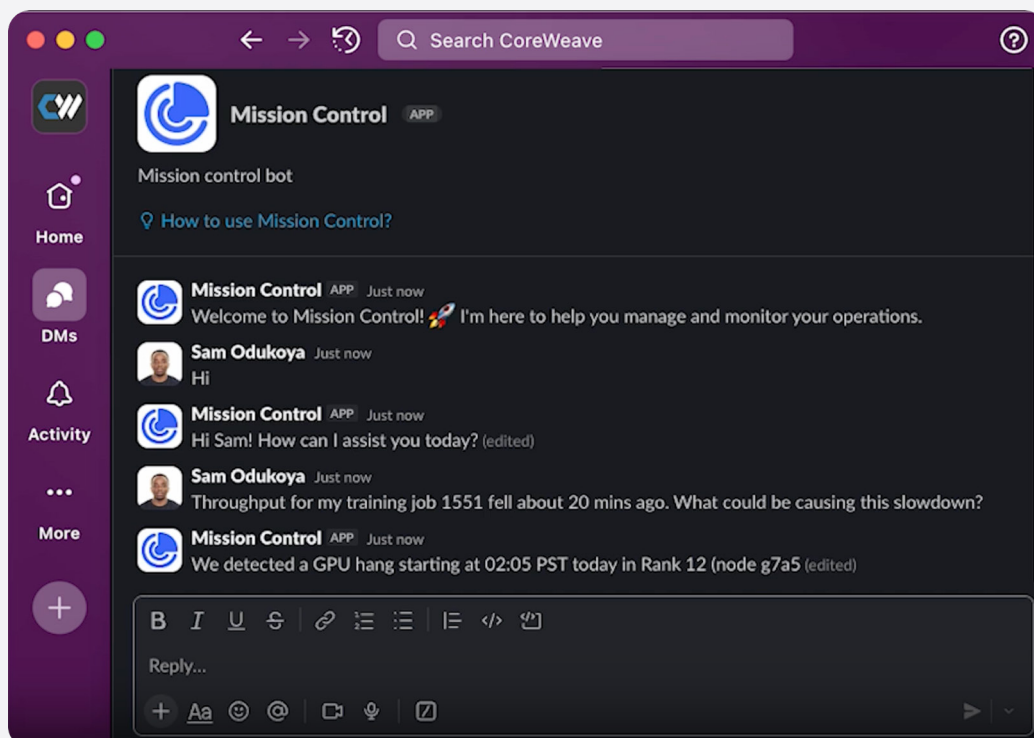 Search CoreWeave
CW
Mission Control APP
Mission control bot
How to use Mission Control?
Home
DMs
Activity
More
Mission Control APP Just now
Welcome to Mission Control! 🚀 I'm here to help you manage and monitor your operations.
Sam Odukoya Just now
Hi
Mission Control APP Just now
Hi Sam! How can I assist you today? (edited)
Sam Odukoya Just now
Throughput for my training job 1551 fell about 20 mins ago. What could be causing this slowdown?
Mission Control APP Just now
We detected a GPU hang starting at 02:05 PST today in Rank 12 (node g7a5 (edited)
B I U S
Reply...
Aa